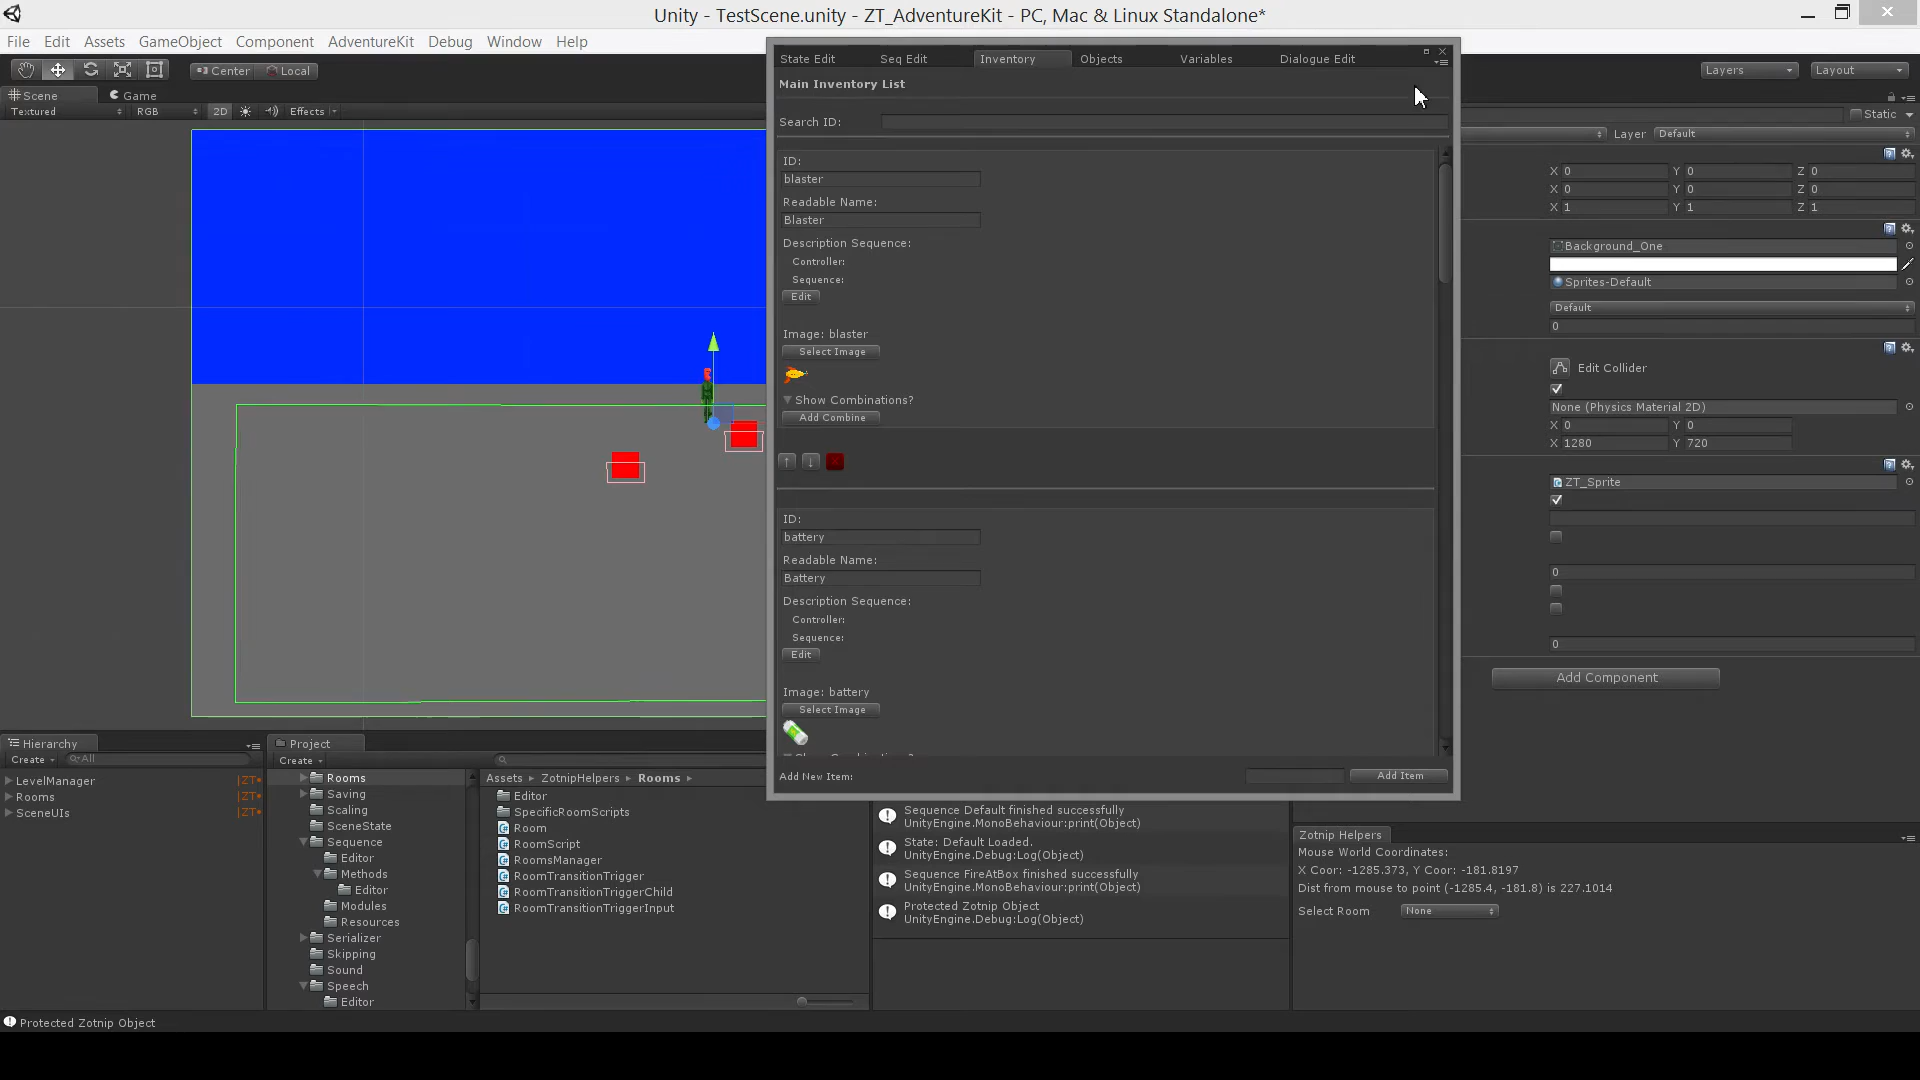 Unity - TestScene.unity - ZT_AdventureKit - PC, Mac & Linux Standalone*
File Edit Assets GameObject Component AdventureKit Debug Window Help
Center Local
Layers Layout
Scene Game
Textured RGB 2D Effects
State Edit Seq Edit Inventory Objects Variables Dialogue Edit
Main Inventory List
Search ID:
ID:
blaster
Readable Name:
Blaster
Description Sequence:
Controller:
Sequence:
Edit
Image: blaster
Select Image
Show Combinations?
Add Combine
ID:
battery
Readable Name:
Battery
Description Sequence:
Controller:
Sequence:
Edit
Image: battery
Select Image
Add New Item: Add Item
Static
Layer Default
X 0 Y 0 Z 0
X 0 Y 0 Z 0
X 1 Y 1 Z 1
Background_One
Sprites-Default
Default
0
Edit Collider
None (Physics Material 2D)
X 0 Y 0
X 1280 Y 720
ZT_Sprite
0
0
Add Component
Hierarchy
Create All
LevelManager |ZT
Rooms |ZT
SceneUIs |ZT
Project
Create
Rooms
Saving
Scaling
SceneState
Sequence
Editor
Methods
Editor
Modules
Resources
Serializer
Skipping
Sound
Speech
Editor
Assets ZotnipHelpers Rooms
Editor
SpecificRoomScripts
Room
RoomScript
RoomsManager
RoomTransitionTrigger
RoomTransitionTriggerChild
RoomTransitionTriggerInput
Sequence Default finished successfully
UnityEngine.MonoBehaviour:print(Object)
State: Default Loaded.
UnityEngine.Debug:Log(Object)
Sequence FireAtBox finished successfully
UnityEngine.MonoBehaviour:print(Object)
Protected Zotnip Object
UnityEngine.Debug:Log(Object)
Zotnip Helpers
Mouse World Coordinates:
X Coor: -1285.373, Y Coor: -181.8197
Dist from mouse to point (-1285.4, -181.8) is 227.1014
Select Room None
Protected Zotnip Object